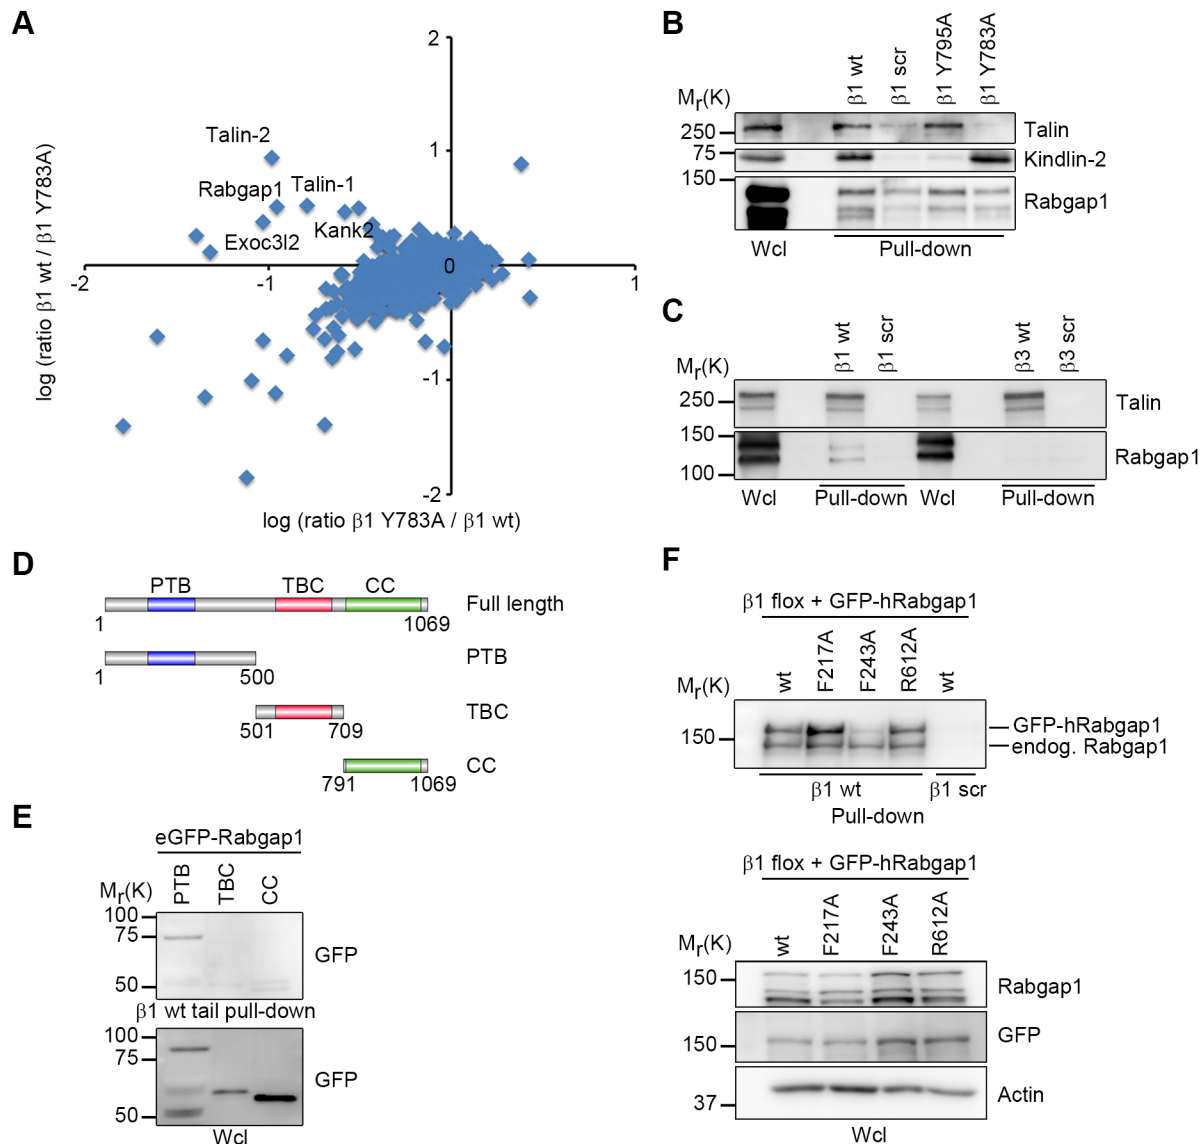 A
2
1
0
-2
-1
1
-1
-2
Talin-2
Rabgap1
Talin-1
Exoc3l2
Kank2
log (ratio β1 wt / β1 Y783A)
log (ratio β1 Y783A / β1 wt)
B
β1 wt
β1 scr
β1 Y795A
β1 Y783A
Mr(K)
250
Talin
75
Kindlin-2
150
Rabgap1
Wcl
Pull-down
C
β1 wt
β1 scr
β3 wt
β3 scr
Mr(K)
250
Talin
150
100
Rabgap1
Wcl
Pull-down
Wcl
Pull-down
D
PTB
TBC
CC
Full length
1
1069
PTB
1
500
TBC
501
709
CC
791
1069
E
eGFP-Rabgap1
PTB
TBC
CC
Mr(K)
100
75
50
GFP
β1 wt tail pull-down
100
75
50
GFP
Wcl
F
β1 flox + GFP-hRabgap1
wt
F217A
F243A
R612A
wt
Mr(K)
150
GFP-hRabgap1
endog. Rabgap1
β1 wt
β1 scr
Pull-down
β1 flox + GFP-hRabgap1
wt
F217A
F243A
R612A
Mr(K)
150
Rabgap1
150
GFP
37
Actin
Wcl